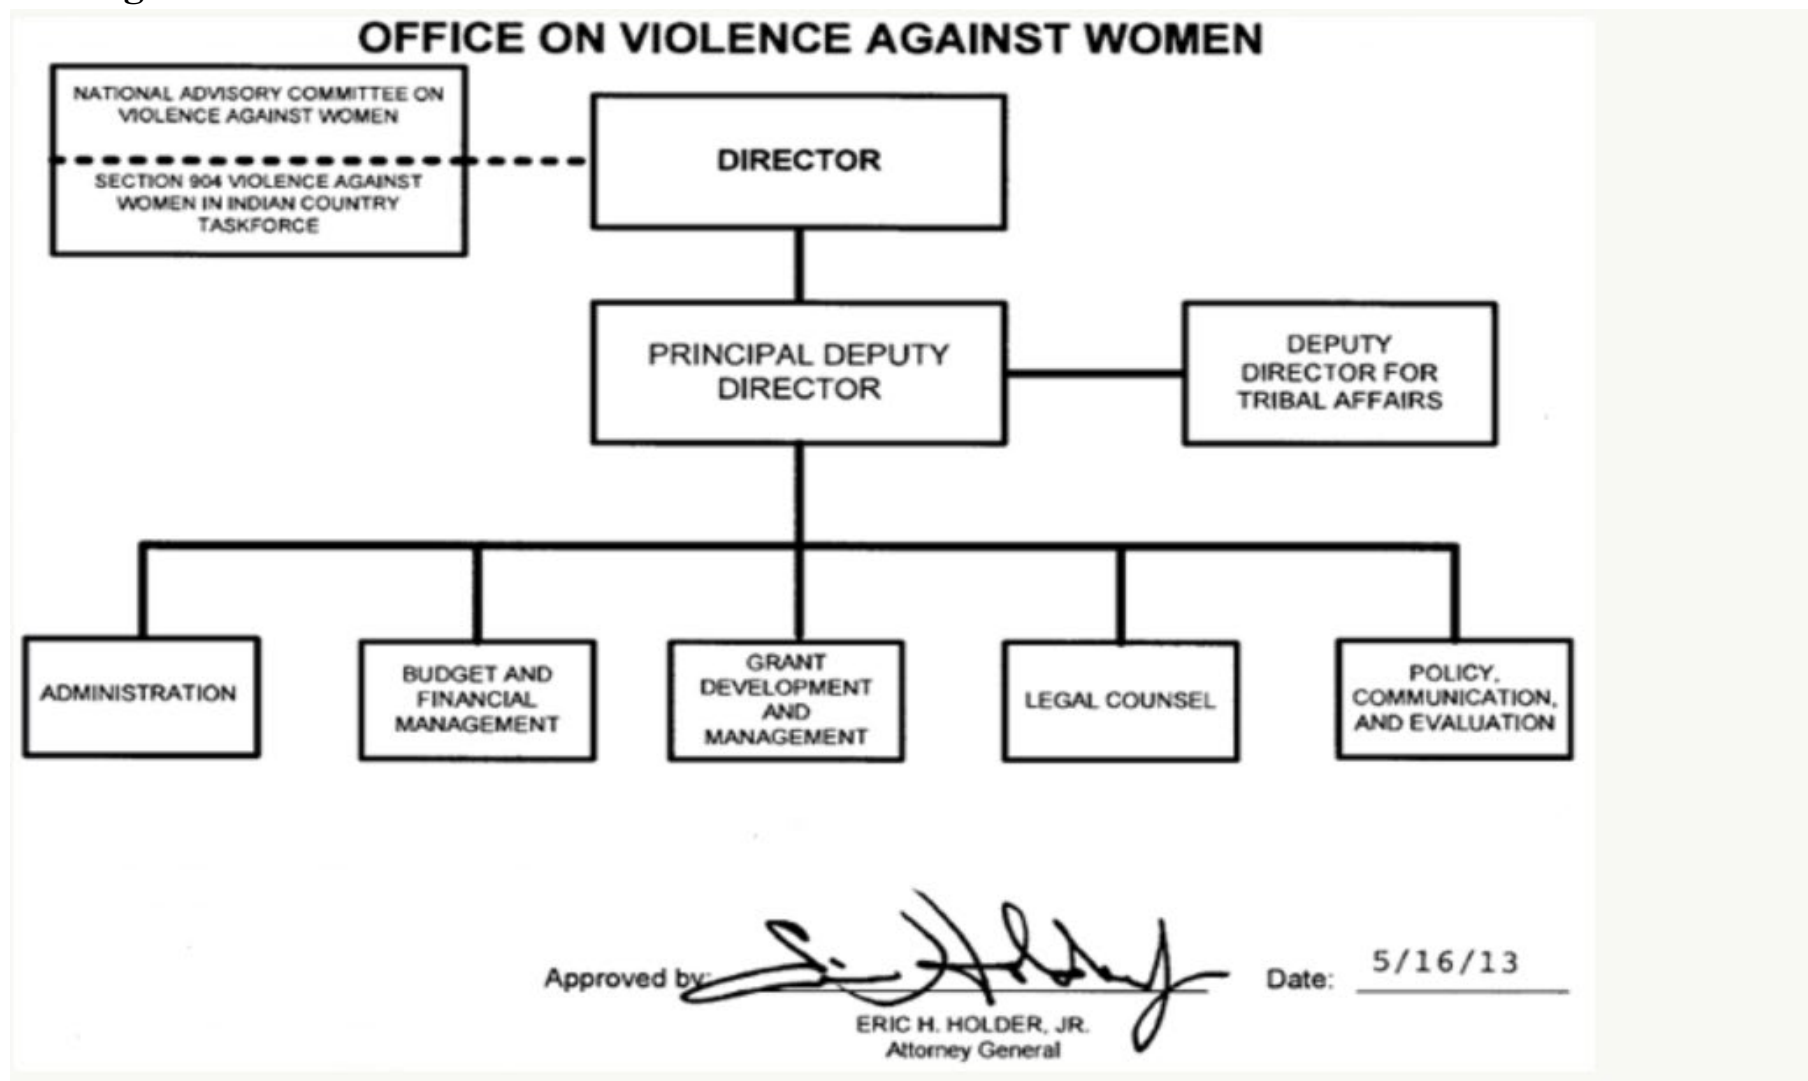 OFFICE ON VIOLENCE AGAINST WOMEN
NATIONAL ADVISORY COMMITTEE ON
VIOLENCE AGAINST WOMEN
SECTION 904 VIOLENCE AGAINST
WOMEN IN INDIAN COUNTRY
TASKFORCE
DIRECTOR
PRINCIPAL DEPUTY
DIRECTOR
DEPUTY
DIRECTOR FOR
TRIBAL AFFAIRS
ADMINISTRATION
BUDGET AND
FINANCIAL
MANAGEMENT
GRANT
DEVELOPMENT
AND
MANAGEMENT
LEGAL COUNSEL
POLICY,
COMMUNICATION,
AND EVALUATION
Approved by:
Date: 5/16/13
ERIC H. HOLDER, JR.
Attorney General